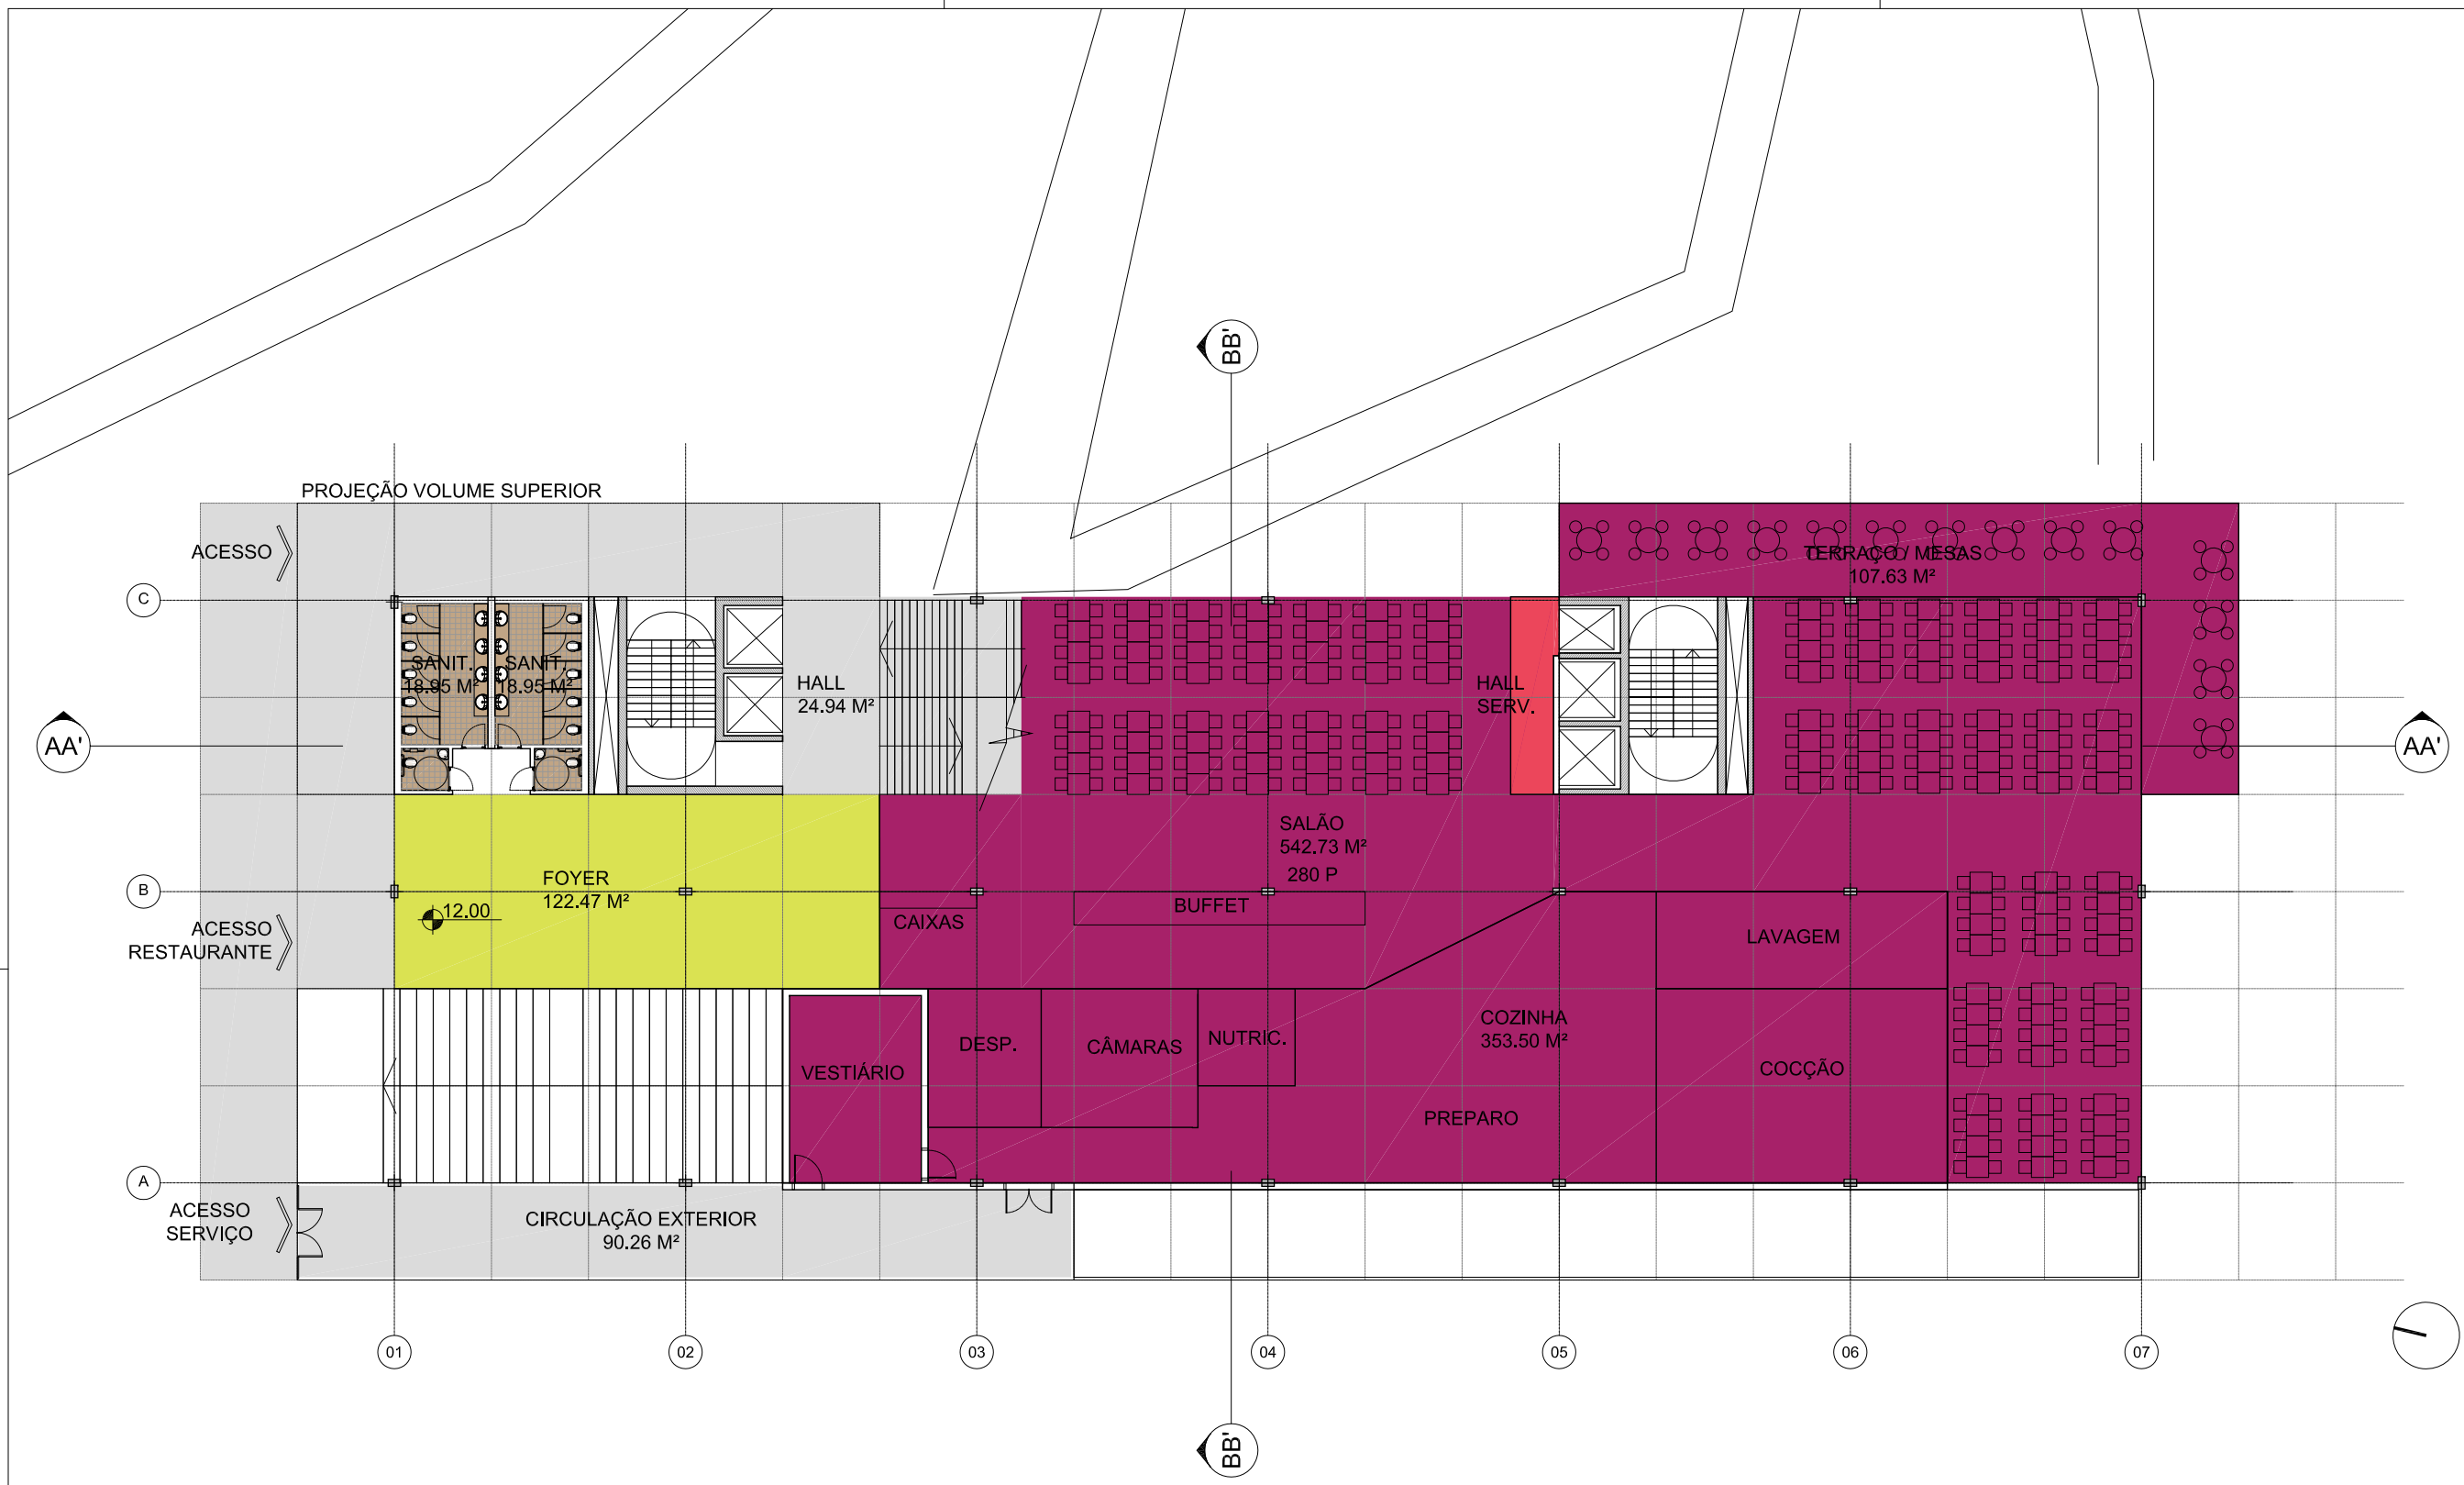 BB'
PROJEÇÃO VOLUME SUPERIOR
ACESSO
TERRAÇO / MESAS
107.63 M²
C
SANIT.
18.95 M²
SANIT.
18.95 M²
HALL
24.94 M²
HALL
SERV.
AA'
AA'
SALÃO
542.73 M²
280 P
FOYER
122.47 M²
B
12.00
CAIXAS
BUFFET
ACESSO
RESTAURANTE
LAVAGEM
COZINHA
353.50 M²
DESP.
CÂMARAS
NUTRIC.
VESTIÁRIO
COCÇÃO
PREPARO
A
ACESSO
SERVIÇO
CIRCULAÇÃO EXTERIOR
90.26 M²
01
02
03
04
05
06
07
BB'